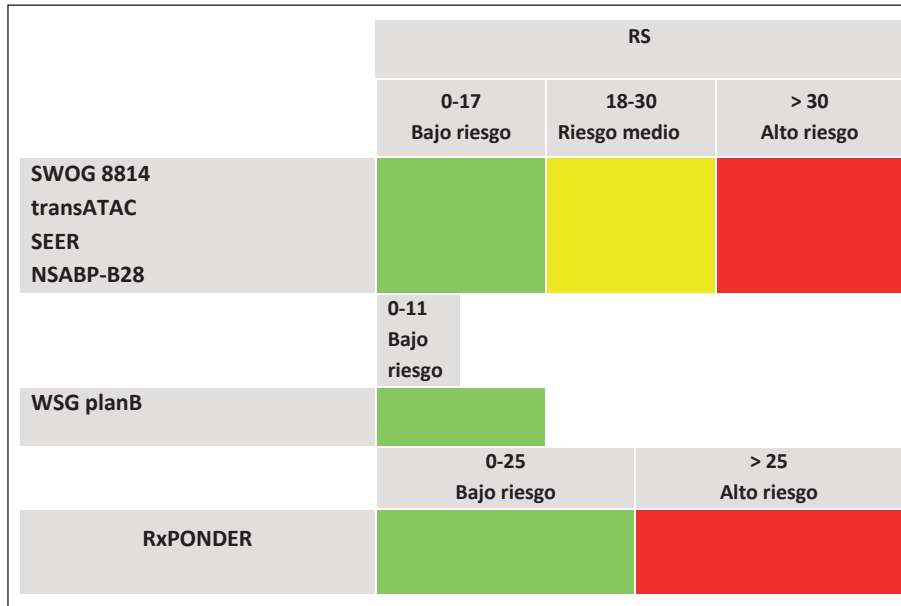 RS
0-17
Bajo riesgo
18-30
Riesgo medio
> 30
Alto riesgo
SWOG 8814
transATAC
SEER
NSABP-B28
0-11
Bajo
riesgo
WSG planB
0-25
Bajo riesgo
> 25
Alto riesgo
RxPONDER